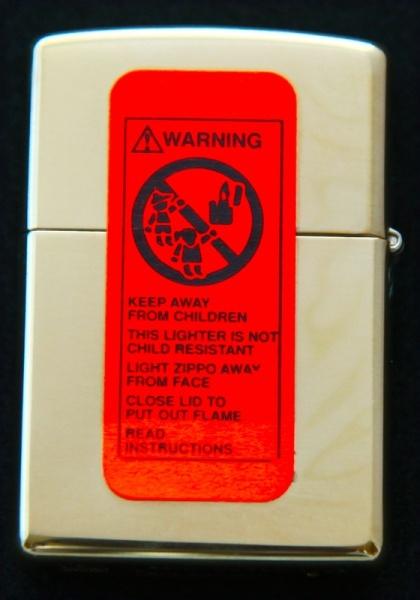 WARNING
KEEP AWAY
FROM CHILDREN
THIS LIGHTER IS NOT
CHILD RESISTANT
LIGHT ZIPPO AWAY
FROM FACE
CLOSE LID TO
PUT OUT FLAME
READ
INSTRUCTIONS